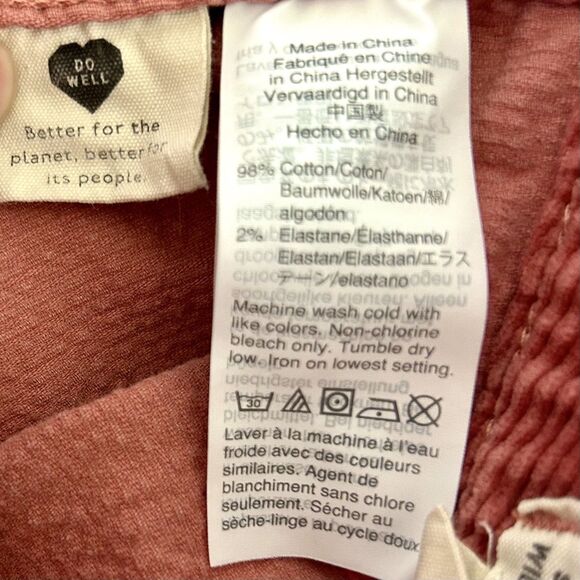 DO
WELL
Better for the
planet, better for
its people.
Made in China
Fabriqué en Chine
in China Hergestellt
Vervaardigd in China
中国製
Hecho en China
98% Cotton/Coton/
Baumwolle/Katoen/綿/
algodón
2% Elastane/Élasthanne/
Elastan/Elastaan/エラス
テーン/elastano
Machine wash cold with
like colors. Non-chlorine
bleach only. Tumble dry
low. Iron on lowest setting.
30
Laver à la machine à l'eau
froide avec des couleurs
similaires. Agent de
blanchiment sans chlore
seulement. Sécher au
sèche-linge au cycle doux